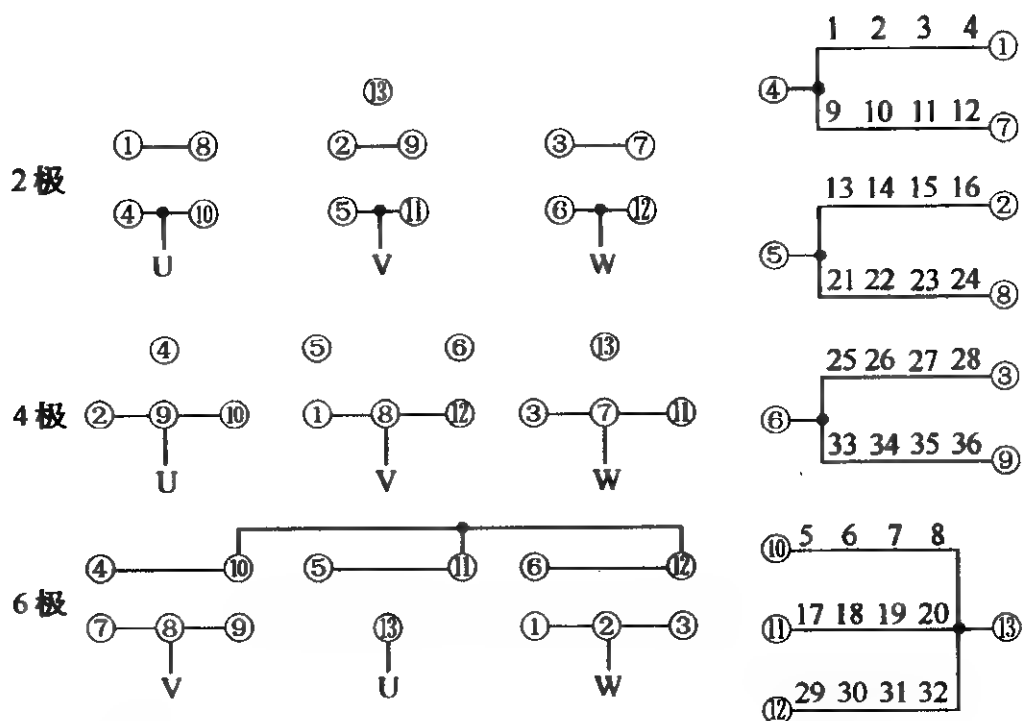 ⑬
① ⑧ ② ⑨ ③ ⑦
2极
④ ⑩ ⑤ ⑪ ⑥ ⑫
U V W
④ ⑤ ⑥ ⑬
4极 ② ⑨ ⑩ ① ⑧ ⑫ ③ ⑦ ⑪
U V W
④ ⑩ ⑤ ⑪ ⑥ ⑫
6极
⑦ ⑧ ⑨ ⑬ ① ② ③
V U W
1 2 3 4 ①
④
9 10 11 12 ⑦
13 14 15 16 ②
⑤
21 22 23 24 ⑧
25 26 27 28 ③
⑥
33 34 35 36 ⑨
⑩ 5 6 7 8
⑪ 17 18 19 20 ⑬
⑫ 29 30 31 32